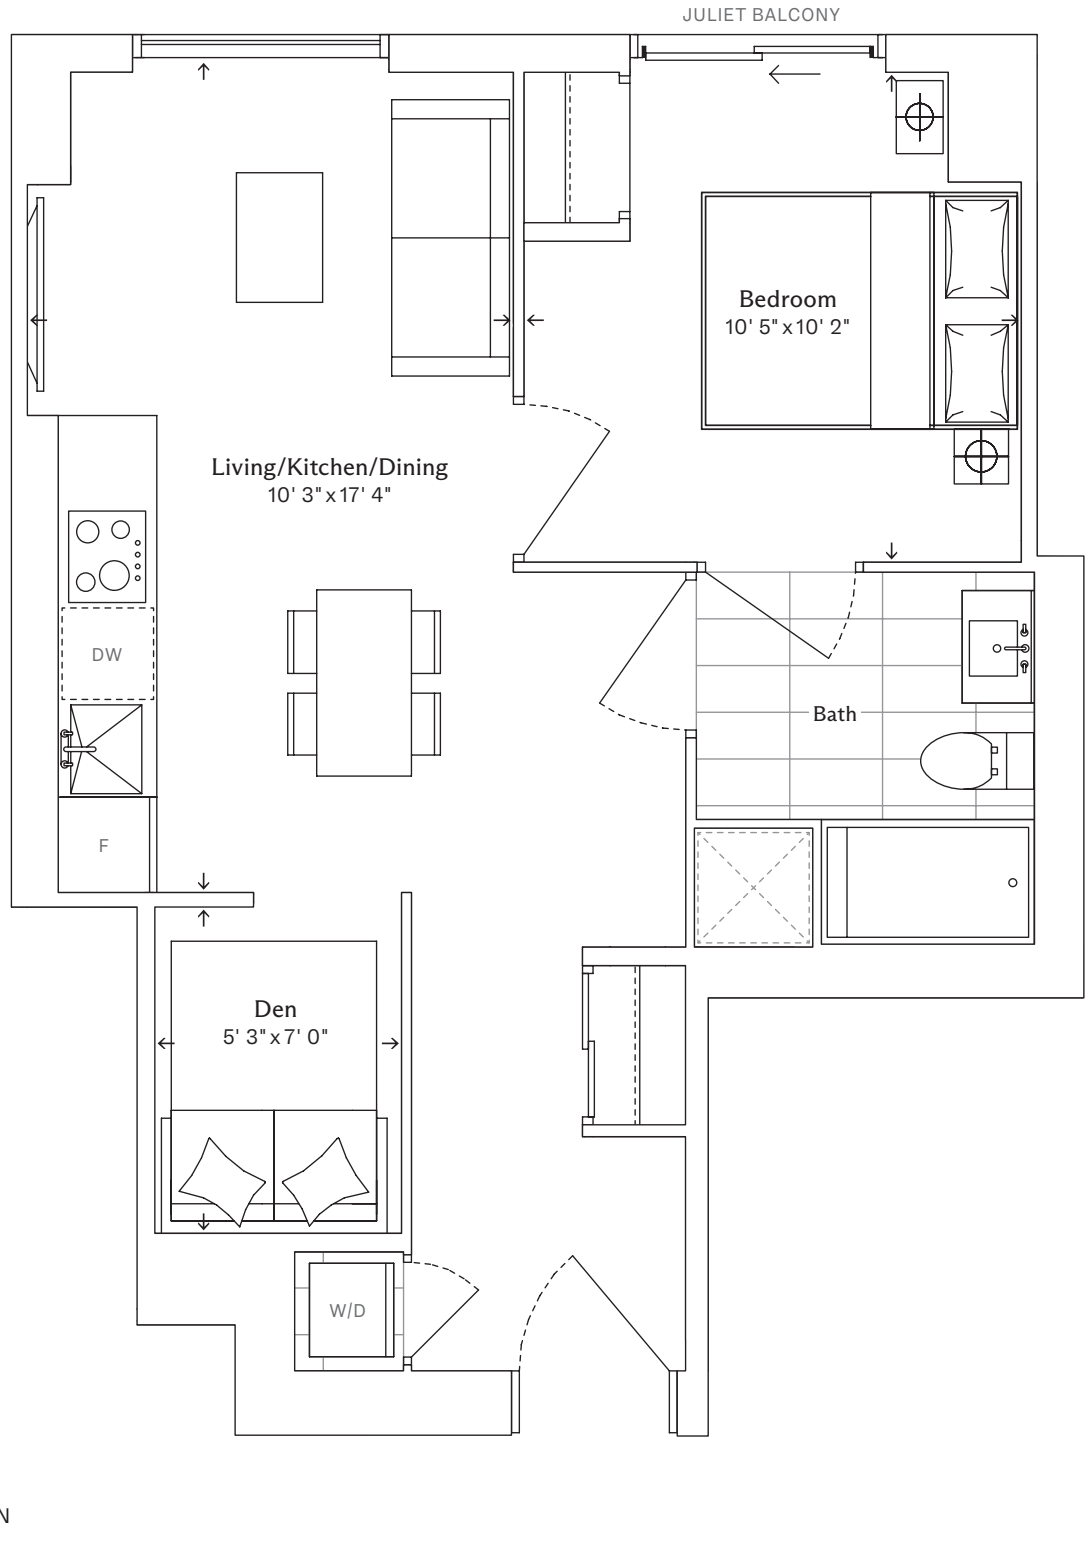 JULIET BALCONY
Bedroom
10' 5" x 10' 2"
Living/Kitchen/Dining
10' 3" x 17' 4"
DW
Bath
F
Den
5' 3" x 7' 0"
W/D
N